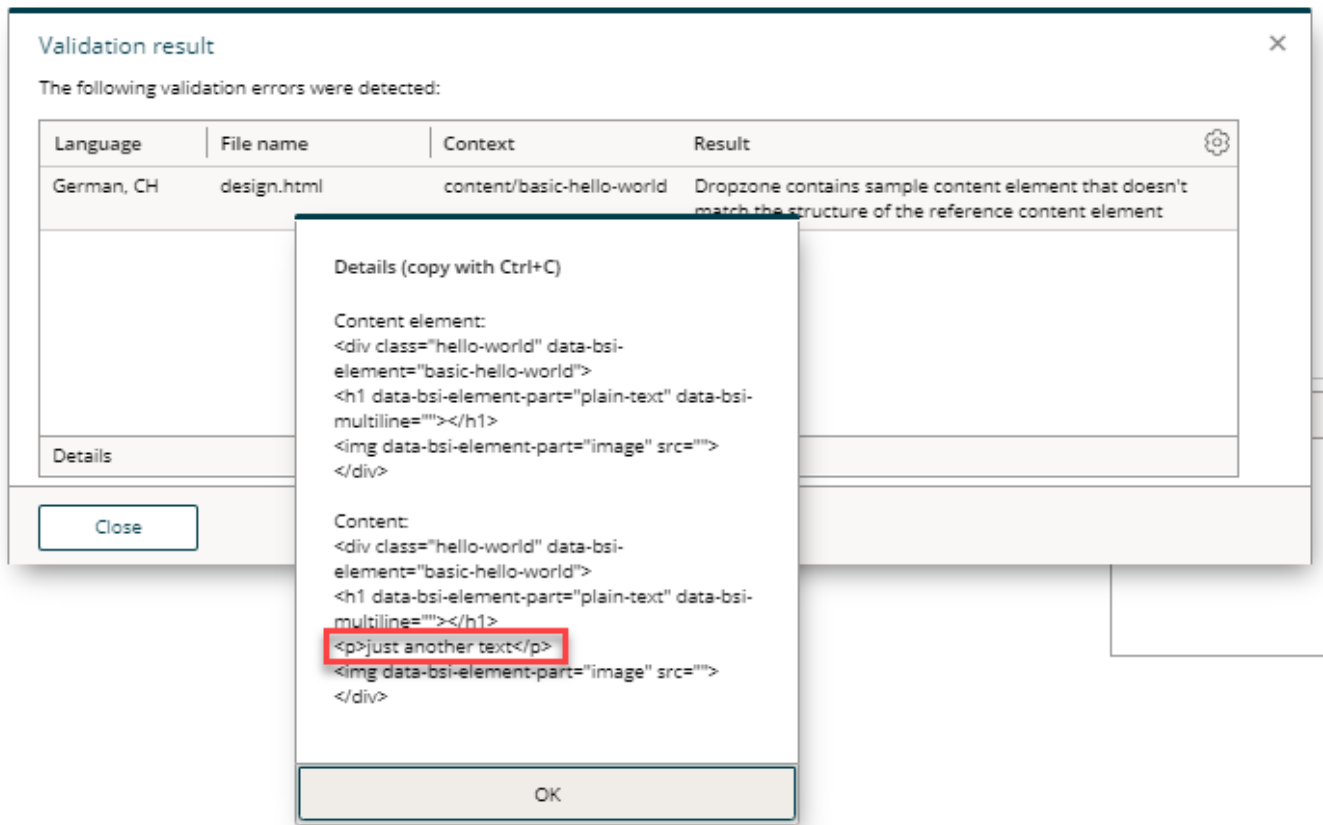 Validation result
The following validation errors were detected:
Language File name Context Result
German, CH design.html content/basic-hello-world Dropzone contains sample content element that doesn't
match the structure of the reference content element
Details (copy with Ctrl+C)
Content element:
<div class="hello-world" data-bsi-
element="basic-hello-world">
<h1 data-bsi-element-part="plain-text" data-bsi-
multiline=""></h1>
<img data-bsi-element-part="image" src="">
</div>
Content:
<div class="hello-world" data-bsi-
element="basic-hello-world">
<h1 data-bsi-element-part="plain-text" data-bsi-
multiline=""></h1>
<p>just another text</p>
<img data-bsi-element-part="image" src="">
</div>
OK
Details
Close